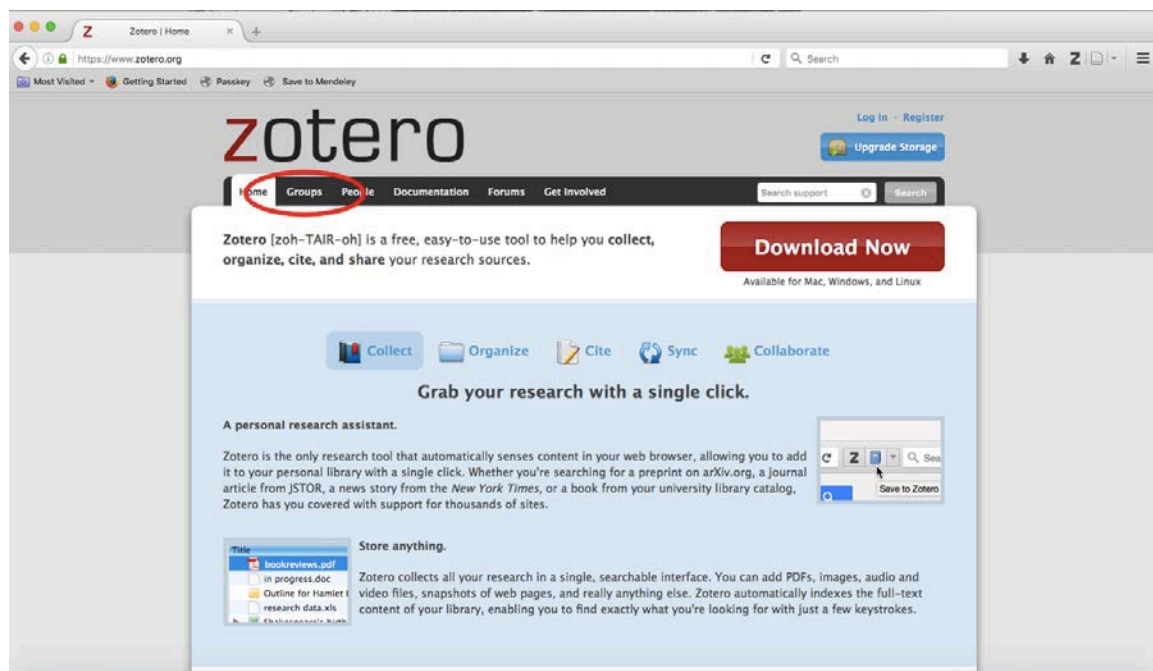 Zotero | Home
https://www.zotero.org
Search
Most Visited
Getting Started
Passkey
Save to Mendeley
zotero
Log In · Register
Upgrade Storage
Home Groups People Documentation Forums Get Involved
Search support
Search
Zotero [zoh-TAIR-oh] is a free, easy-to-use tool to help you collect,
organize, cite, and share your research sources.
Download Now
Available for Mac, Windows, and Linux
Collect Organize Cite Sync Collaborate
Grab your research with a single click.
A personal research assistant.
Zotero is the only research tool that automatically senses content in your web browser, allowing you to add
it to your personal library with a single click. Whether you're searching for a preprint on arXiv.org, a journal
article from JSTOR, a news story from the New York Times, or a book from your university library catalog,
Zotero has you covered with support for thousands of sites.
Z
Sea
Save to Zotero
Title
bookreviews.pdf
in progress.doc
Outline for Hamlet
research data.xls
Store anything.
Zotero collects all your research in a single, searchable interface. You can add PDFs, images, audio and
video files, snapshots of web pages, and really anything else. Zotero automatically indexes the full-text
content of your library, enabling you to find exactly what you're looking for with just a few keystrokes.